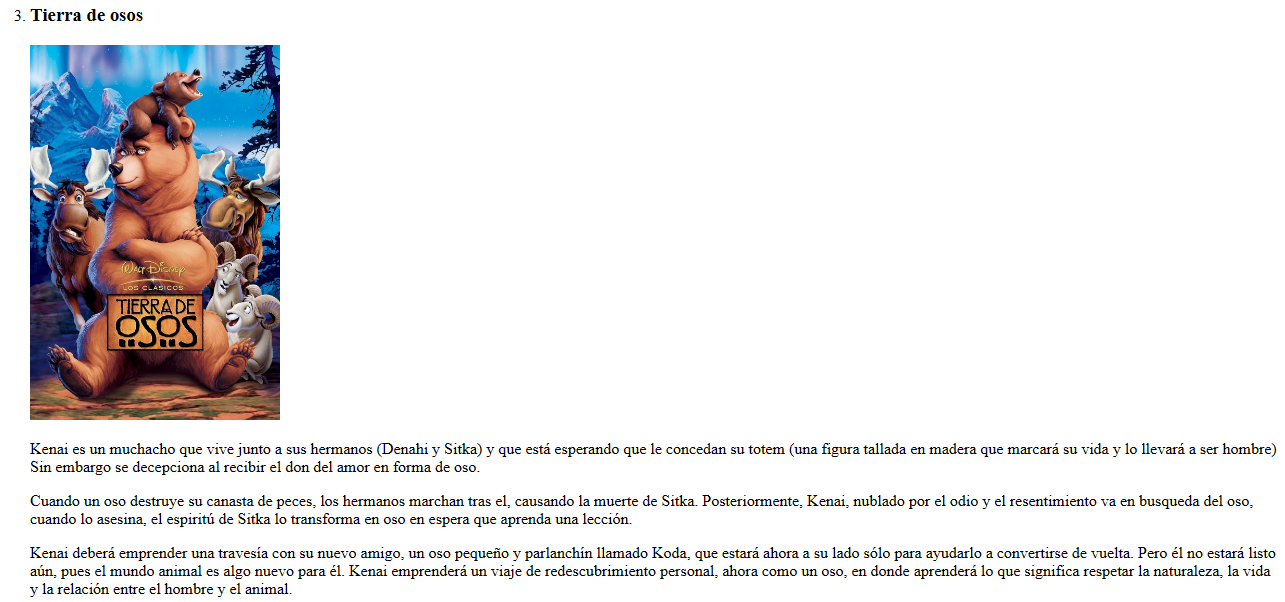 3. Tierra de osos
WALT DISNEY
LOS CLÁSICOS
TIERRA DE
OSOS
Kenai es un muchacho que vive junto a sus hermanos (Denahi y Sitka) y que está esperando que le concedan su totem (una figura tallada en madera que marcará su vida y lo llevará a ser hombre)
Sin embargo se decepciona al recibir el don del amor en forma de oso.
Cuando un oso destruye su canasta de peces, los hermanos marchan tras el, causando la muerte de Sitka. Posteriormente, Kenai, nublado por el odio y el resentimiento va en busqueda del oso,
cuando lo asesina, el espiritú de Sitka lo transforma en oso en espera que aprenda una lección.
Kenai deberá emprender una travesía con su nuevo amigo, un oso pequeño y parlanchín llamado Koda, que estará ahora a su lado sólo para ayudarlo a convertirse de vuelta. Pero él no estará listo
aún, pues el mundo animal es algo nuevo para él. Kenai emprenderá un viaje de redescubrimiento personal, ahora como un oso, en donde aprenderá lo que significa respetar la naturaleza, la vida
y la relación entre el hombre y el animal.